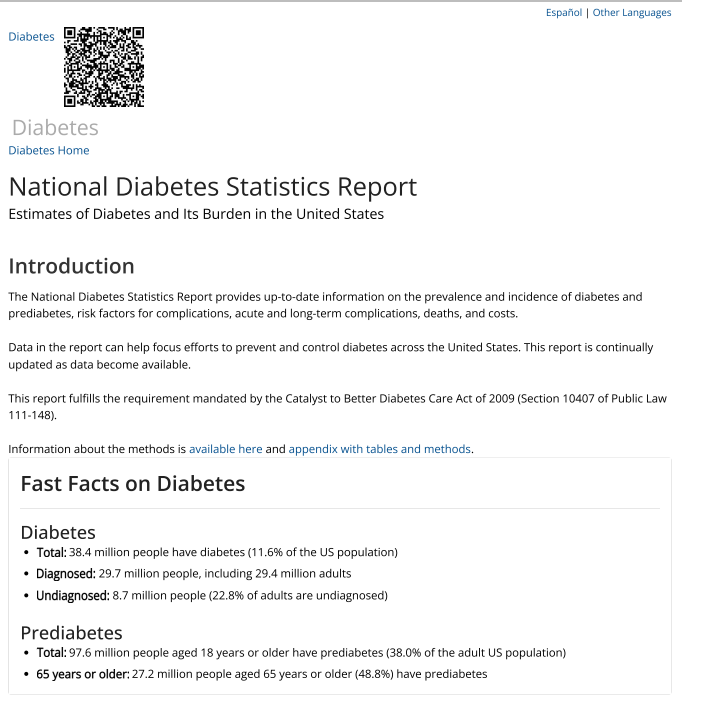 Español | Other Languages
Diabetes
Diabetes
Diabetes Home
National Diabetes Statistics Report
Estimates of Diabetes and Its Burden in the United States
Introduction
The National Diabetes Statistics Report provides up-to-date information on the prevalence and incidence of diabetes and
prediabetes, risk factors for complications, acute and long-term complications, deaths, and costs.
Data in the report can help focus efforts to prevent and control diabetes across the United States. This report is continually
updated as data become available.
This report fulfills the requirement mandated by the Catalyst to Better Diabetes Care Act of 2009 (Section 10407 of Public Law
111-148).
Information about the methods is available here and appendix with tables and methods.
Fast Facts on Diabetes
Diabetes
• Total: 38.4 million people have diabetes (11.6% of the US population)
• Diagnosed: 29.7 million people, including 29.4 million adults
• Undiagnosed: 8.7 million people (22.8% of adults are undiagnosed)
Prediabetes
• Total: 97.6 million people aged 18 years or older have prediabetes (38.0% of the adult US population)
• 65 years or older: 27.2 million people aged 65 years or older (48.8%) have prediabetes